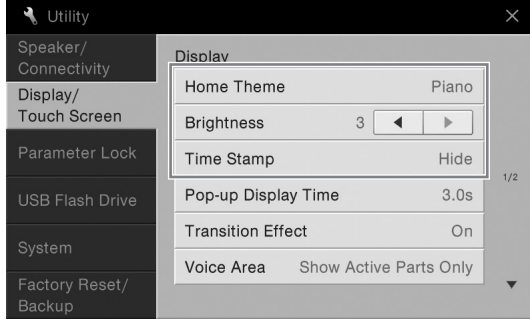 Utility
Speaker/
Connectivity
Display/
Touch Screen
Parameter Lock
USB Flash Drive
System
Factory Reset/
Backup
Display
Home Theme Piano
Brightness 3
Time Stamp Hide
Pop-up Display Time 3.0s
Transition Effect On
Voice Area Show Active Parts Only
1/2